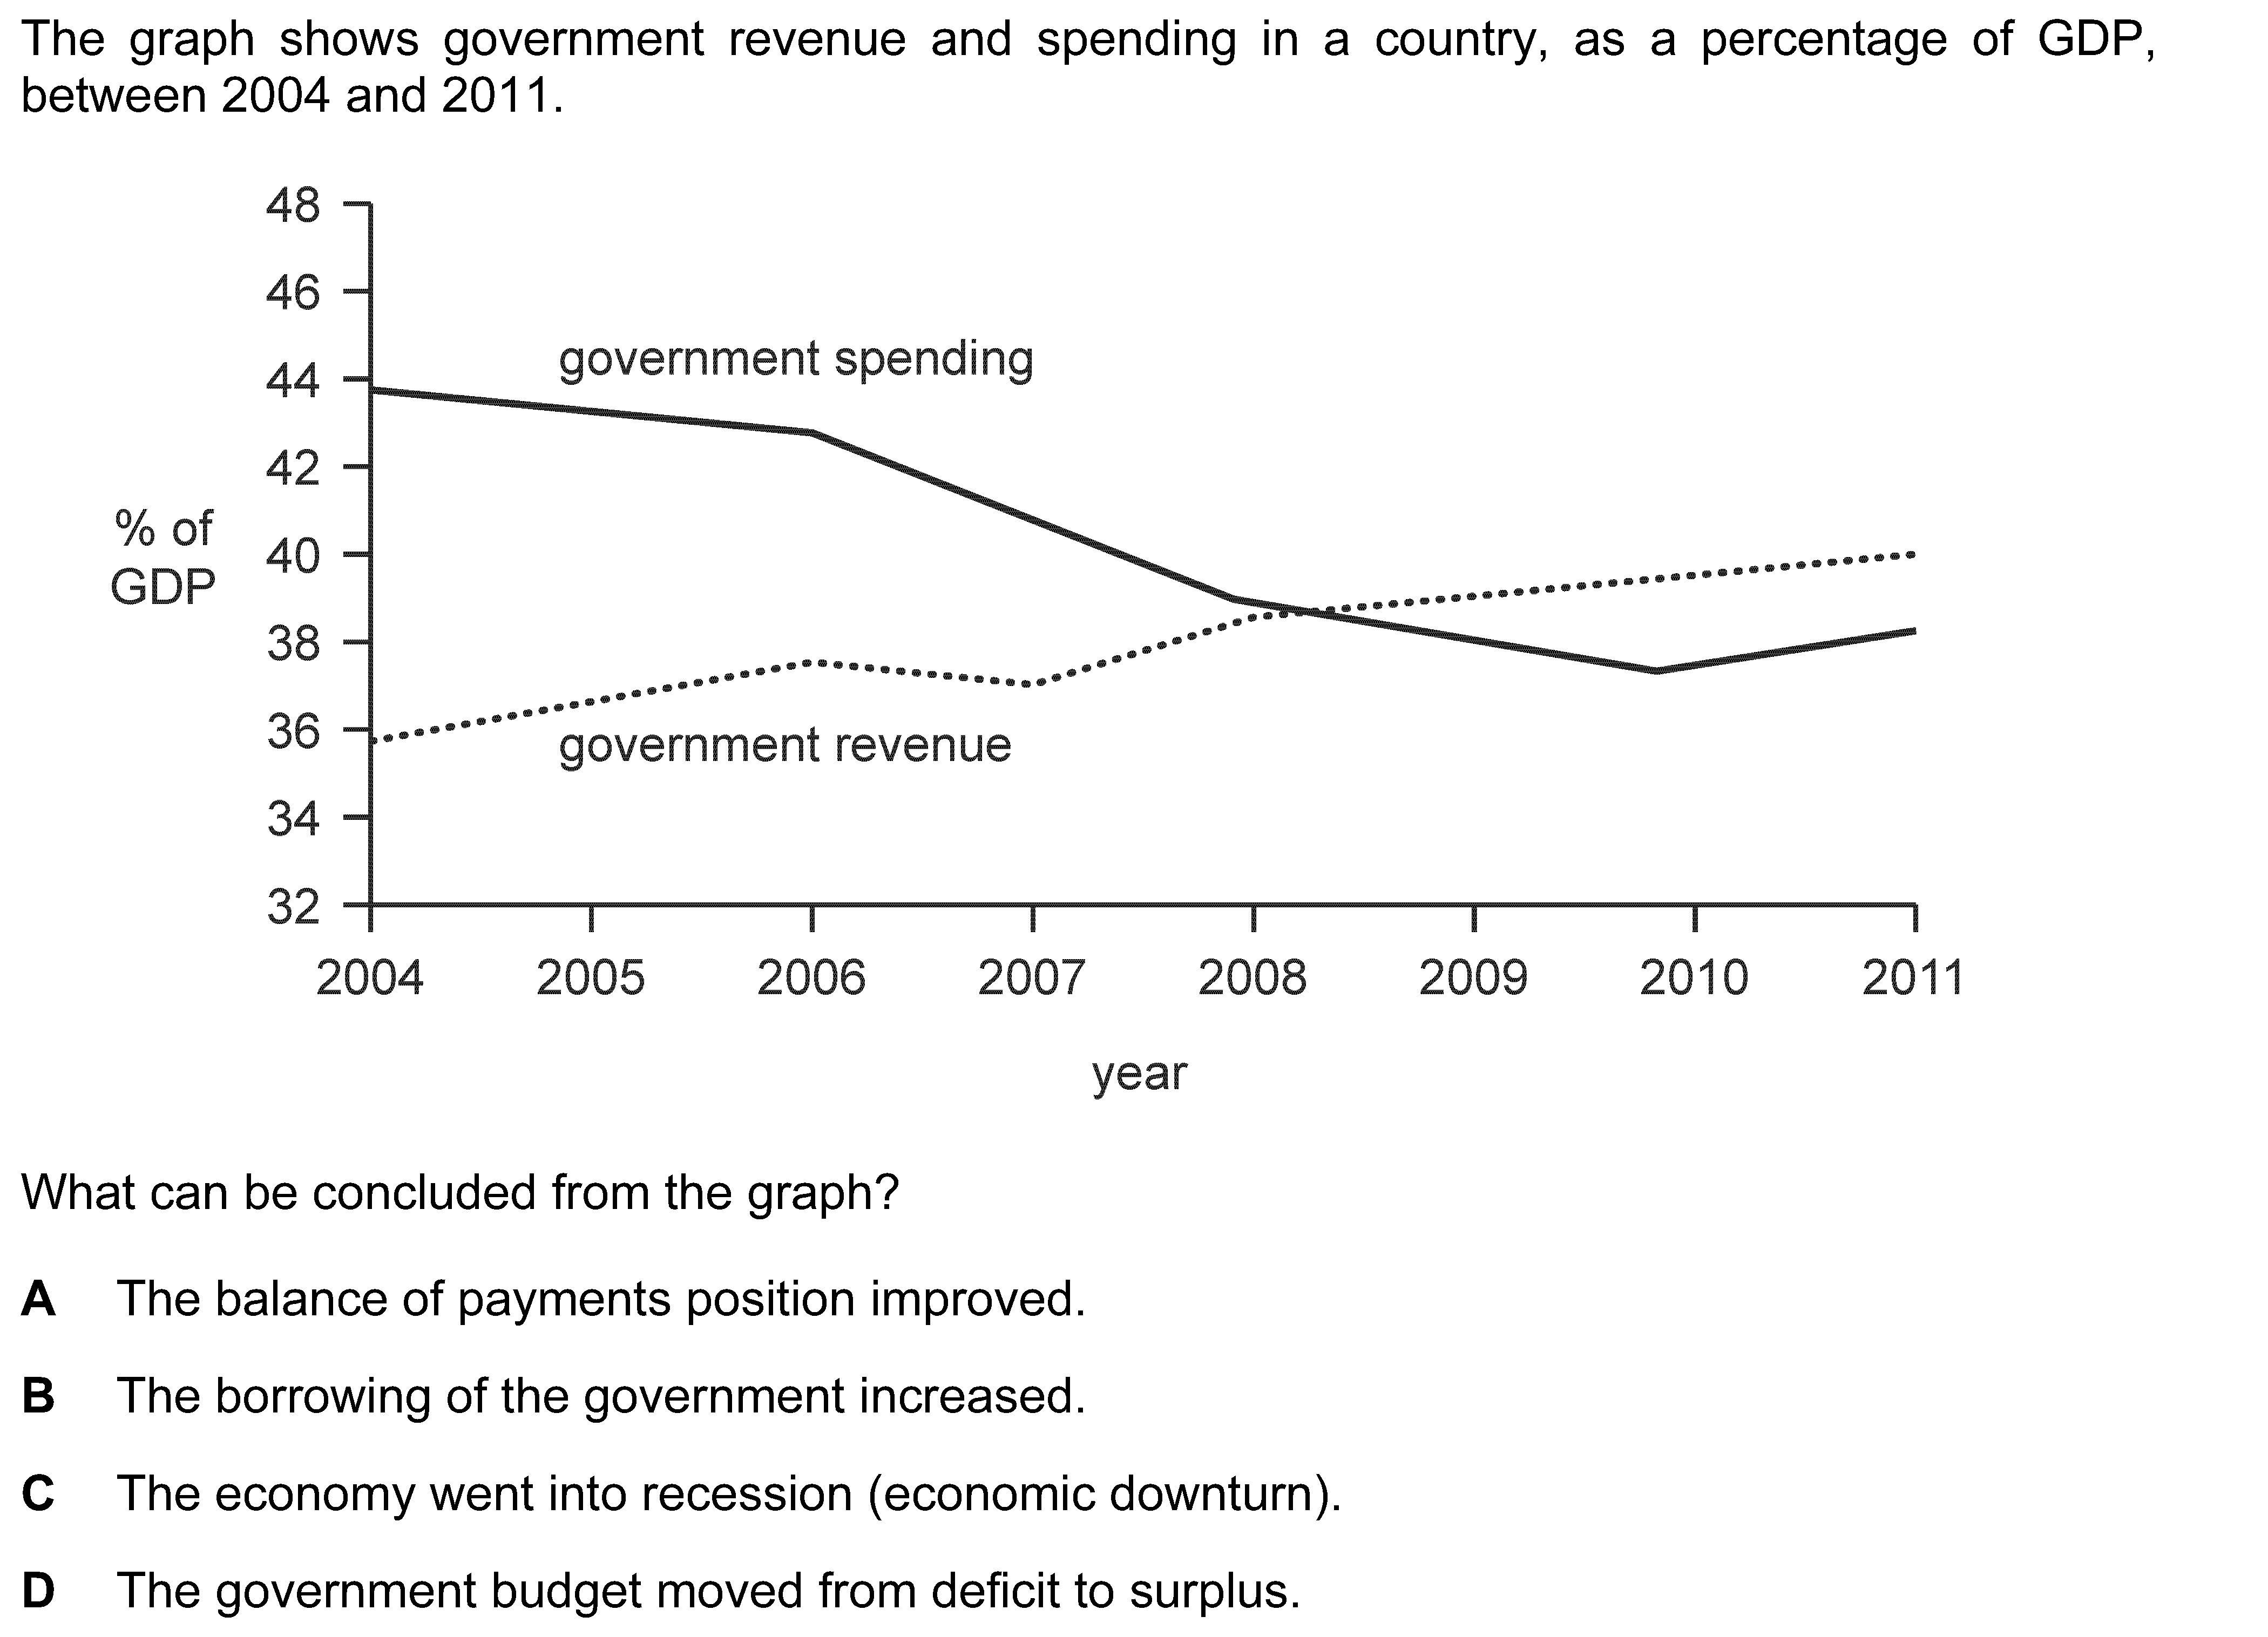 The graph shows government revenue and spending in a country, as a percentage of GDP,
between 2004 and 2011.
48
46
government spending
44
42
% of
GDP
40
38
36
government revenue
34
32
2004 2005 2006 2007 2008 2009 2010 2011
year
What can be concluded from the graph?
A The balance of payments position improved.
B The borrowing of the government increased.
C The economy went into recession (economic downturn).
D The government budget moved from deficit to surplus.